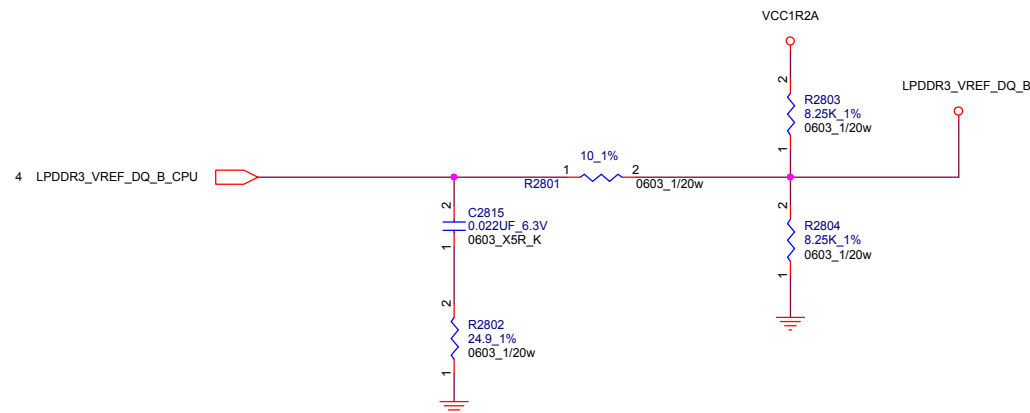 VCC1R2A
LPDDR3_VREF_DQ_B
2
R2803
8.25K_1%
0603_1/20w
1
4 LPDDR3_VREF_DQ_B_CPU
1 10_1% 2
R2801 0603_1/20w
2
C2815
0.022UF_6.3V
0603_X5R_K
1
2
R2804
8.25K_1%
0603_1/20w
1
2
R2802
24.9_1%
0603_1/20w
1